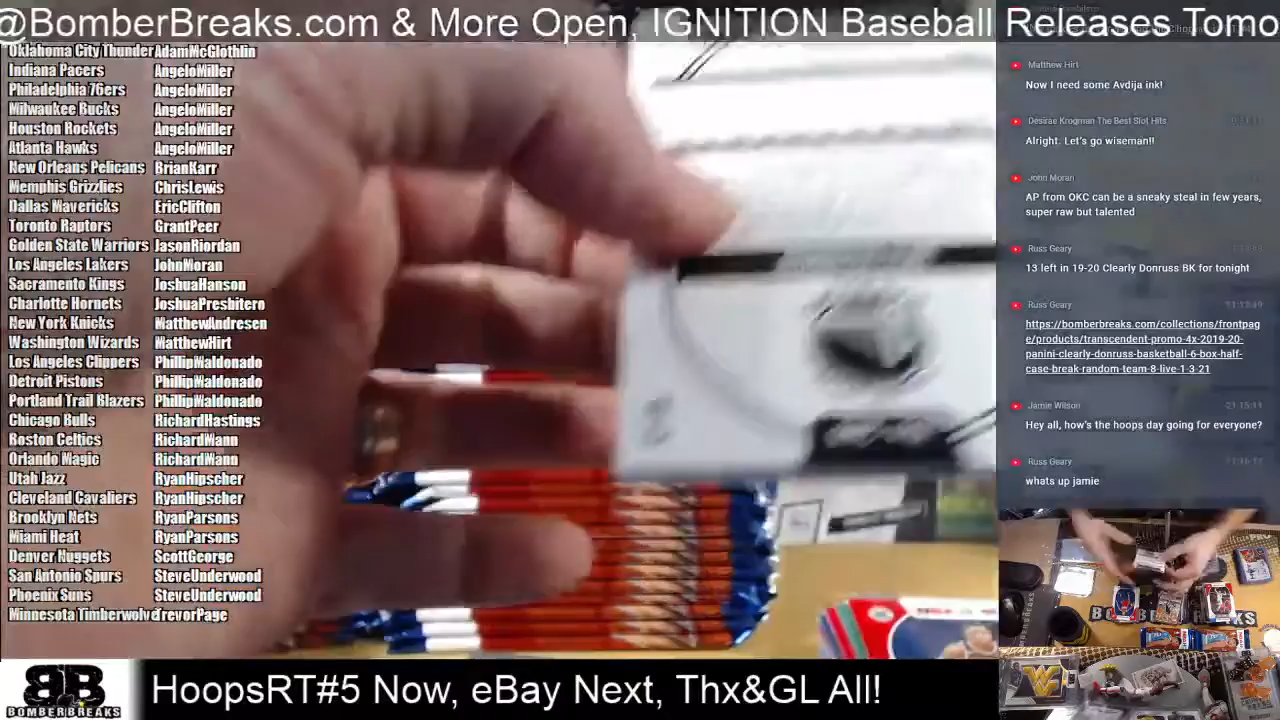 @BomberBreaks.com & More Open, IGNITION Baseball Releases Tomo
Oklahoma City Thunder AdamMcGlothlin
Indiana Pacers AngeloMiller
Philadelphia 76ers AngeloMiller
Milwaukee Bucks AngeloMiller
Houston Rockets AngeloMiller
Atlanta Hawks AngeloMiller
New Orleans Pelicans BrianKarr
Memphis Grizzlies ChrisLewis
Dallas Mavericks EricClifton
Toronto Raptors GrantPeer
Golden State Warriors JasonRiordan
Los Angeles Lakers JohnMoran
Sacramento Kings JoshuaHanson
Charlotte Hornets JoshuaPreshitero
New York Knicks MatthewAndresen
Washington Wizards MatthewHirt
Los Angeles Clippers PhillipMaldonado
Detroit Pistons PhillipMaldonado
Portland Trail Blazers PhillipMaldonado
Chicago Bulls RichardHastings
Boston Celtics RichardMann
Orlando Magic RichardMann
Utah Jazz RyanHipscher
Cleveland Cavaliers RyanHipscher
Brooklyn Nets RyanParsons
Miami Heat RyanParsons
Denver Nuggets ScottGeorge
San Antonio Spurs SteveUnderwood
Phoenix Suns SteveUnderwood
Minnesota Timberwolve TrevorPage
Matthew Hirt
Now I need some Avdija ink!
Desirae Krogman The Best Slot Hits
Alright. Let's go wiseman!!
John Moran
AP from OKC can be a sneaky steal in few years,
super raw but talented
Russ Geary
13 left in 19-20 Clearly Donruss BK for tonight
Russ Geary
https://bomberbreaks.com/collections/frontpag
e/products/transcendent-promo-4x-2019-20-
panini-clearly-donruss-basketball-6-box-half-
case-break-random-team-8-live-1-3-21
Jamie Wilson
Hey all, how's the hoops day going for everyone?
Russ Geary
whats up jamie
BOMBERBREAKS
HoopsRT#5 Now, eBay Next, Thx&GL All!